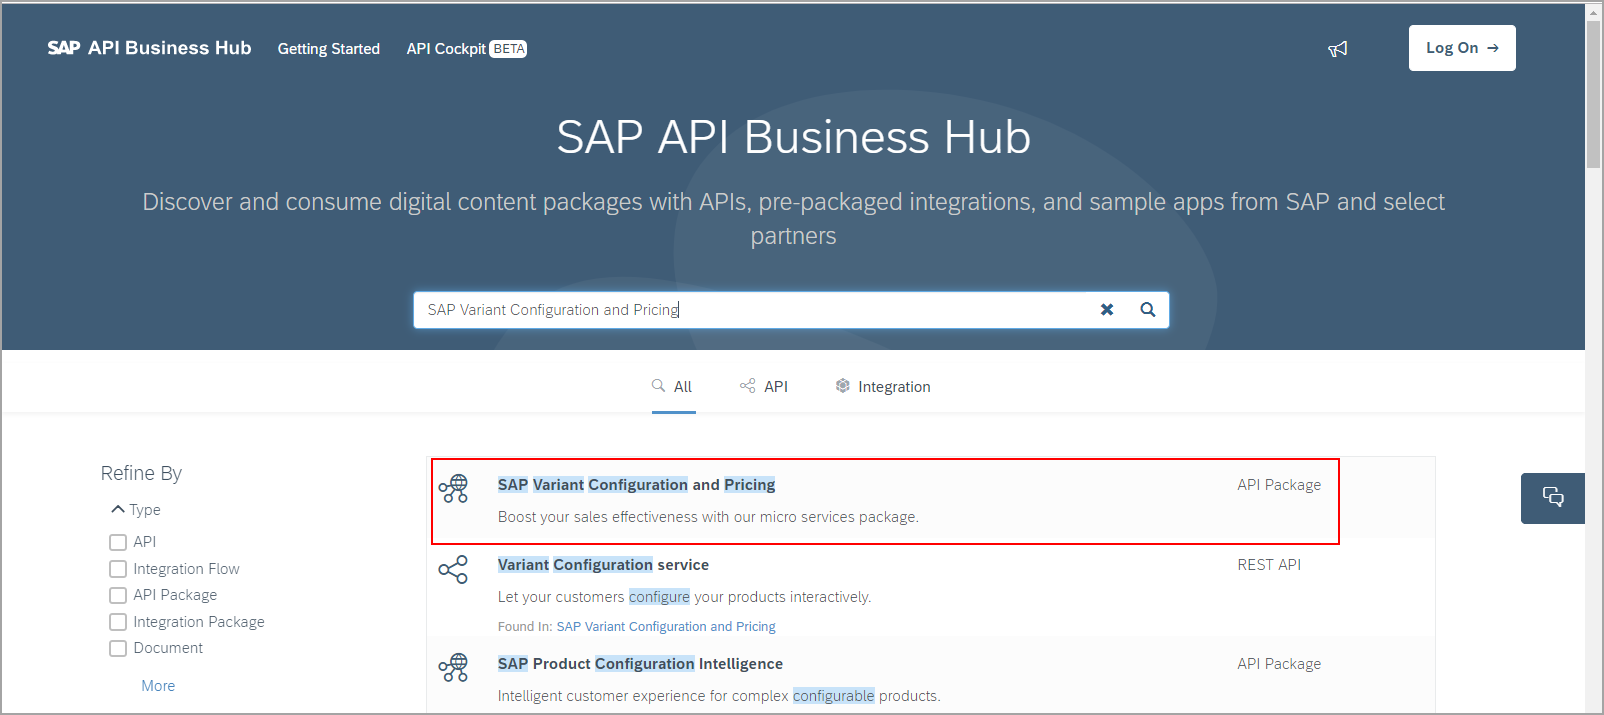 SAP API Business Hub
Getting Started
API Cockpit BETA
Log On →
SAP API Business Hub
Discover and consume digital content packages with APIs, pre-packaged integrations, and sample apps from SAP and select
partners
SAP Variant Configuration and Pricing
All
API
Integration
Refine By
Type
API
Integration Flow
API Package
Integration Package
Document
More
SAP Variant Configuration and Pricing
API Package
Boost your sales effectiveness with our micro services package.
Variant Configuration service
REST API
Let your customers configure your products interactively.
Found In: SAP Variant Configuration and Pricing
SAP Product Configuration Intelligence
API Package
Intelligent customer experience for complex configurable products.